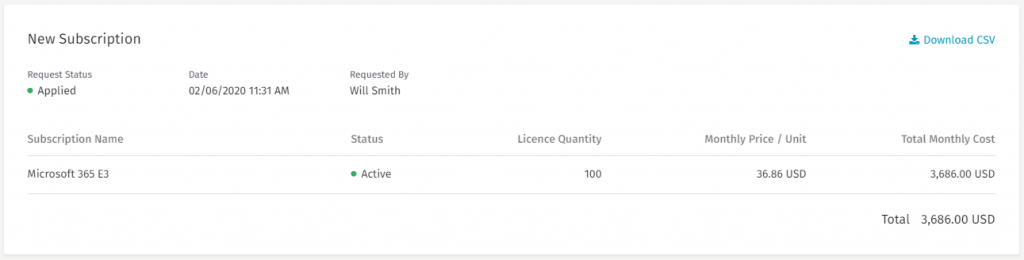 New Subscription Download CSV
Request Status Date Requested By
Applied 02/06/2020 11:31 AM Will Smith
Subscription Name Status Licence Quantity Monthly Price / Unit Total Monthly Cost
Microsoft 365 E3 Active 100 36.86 USD 3,686.00 USD
Total 3,686.00 USD